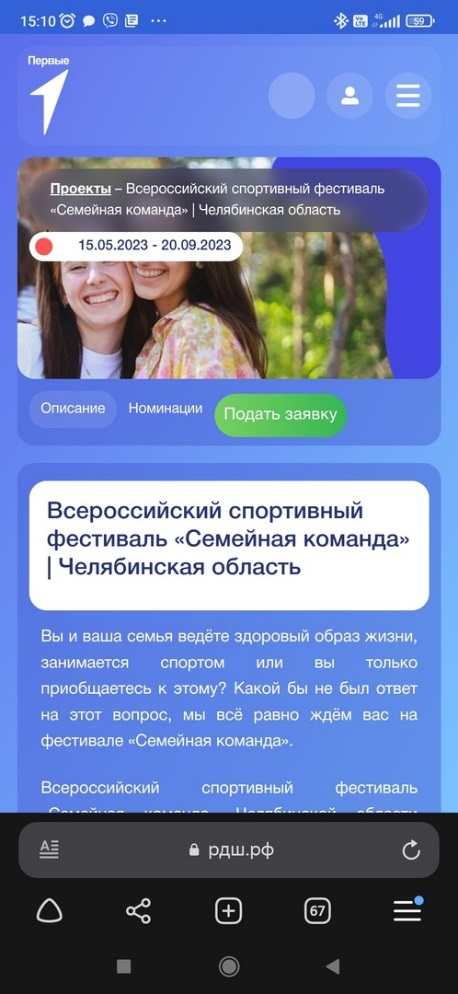 15:10
4G
59
Первые
Проекты – Всероссийский спортивный фестиваль
«Семейная команда» | Челябинская область
15.05.2023 - 20.09.2023
Описание Номинации Подать заявку
Всероссийский спортивный
фестиваль «Семейная команда»
| Челябинская область
Вы и ваша семья ведёте здоровый образ жизни,
занимается спортом или вы только
приобщаетесь к этому? Какой бы не был ответ
на этот вопрос, мы всё равно ждём вас на
фестивале «Семейная команда».
Всероссийский спортивный фестиваль
рдш.рф
67